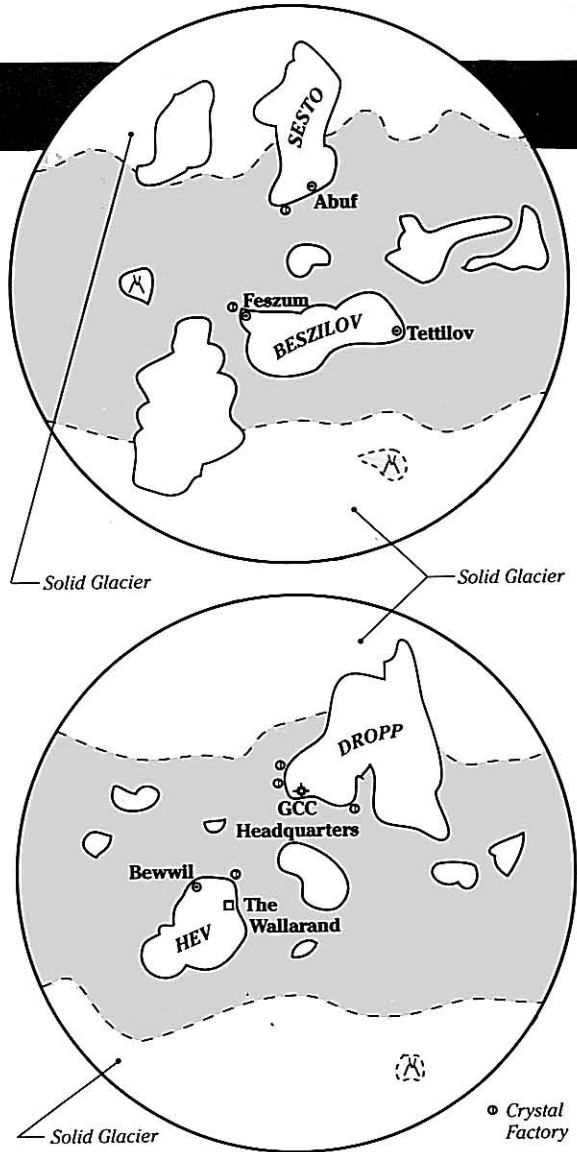 SESTO
Abuf
Feszum
BESZILOV
Tettilov
Solid Glacier
Solid Glacier
DROPP
GCC
Headquarters
Bewwil
The
Wallarand
HEV
Solid Glacier
Crystal
Factory